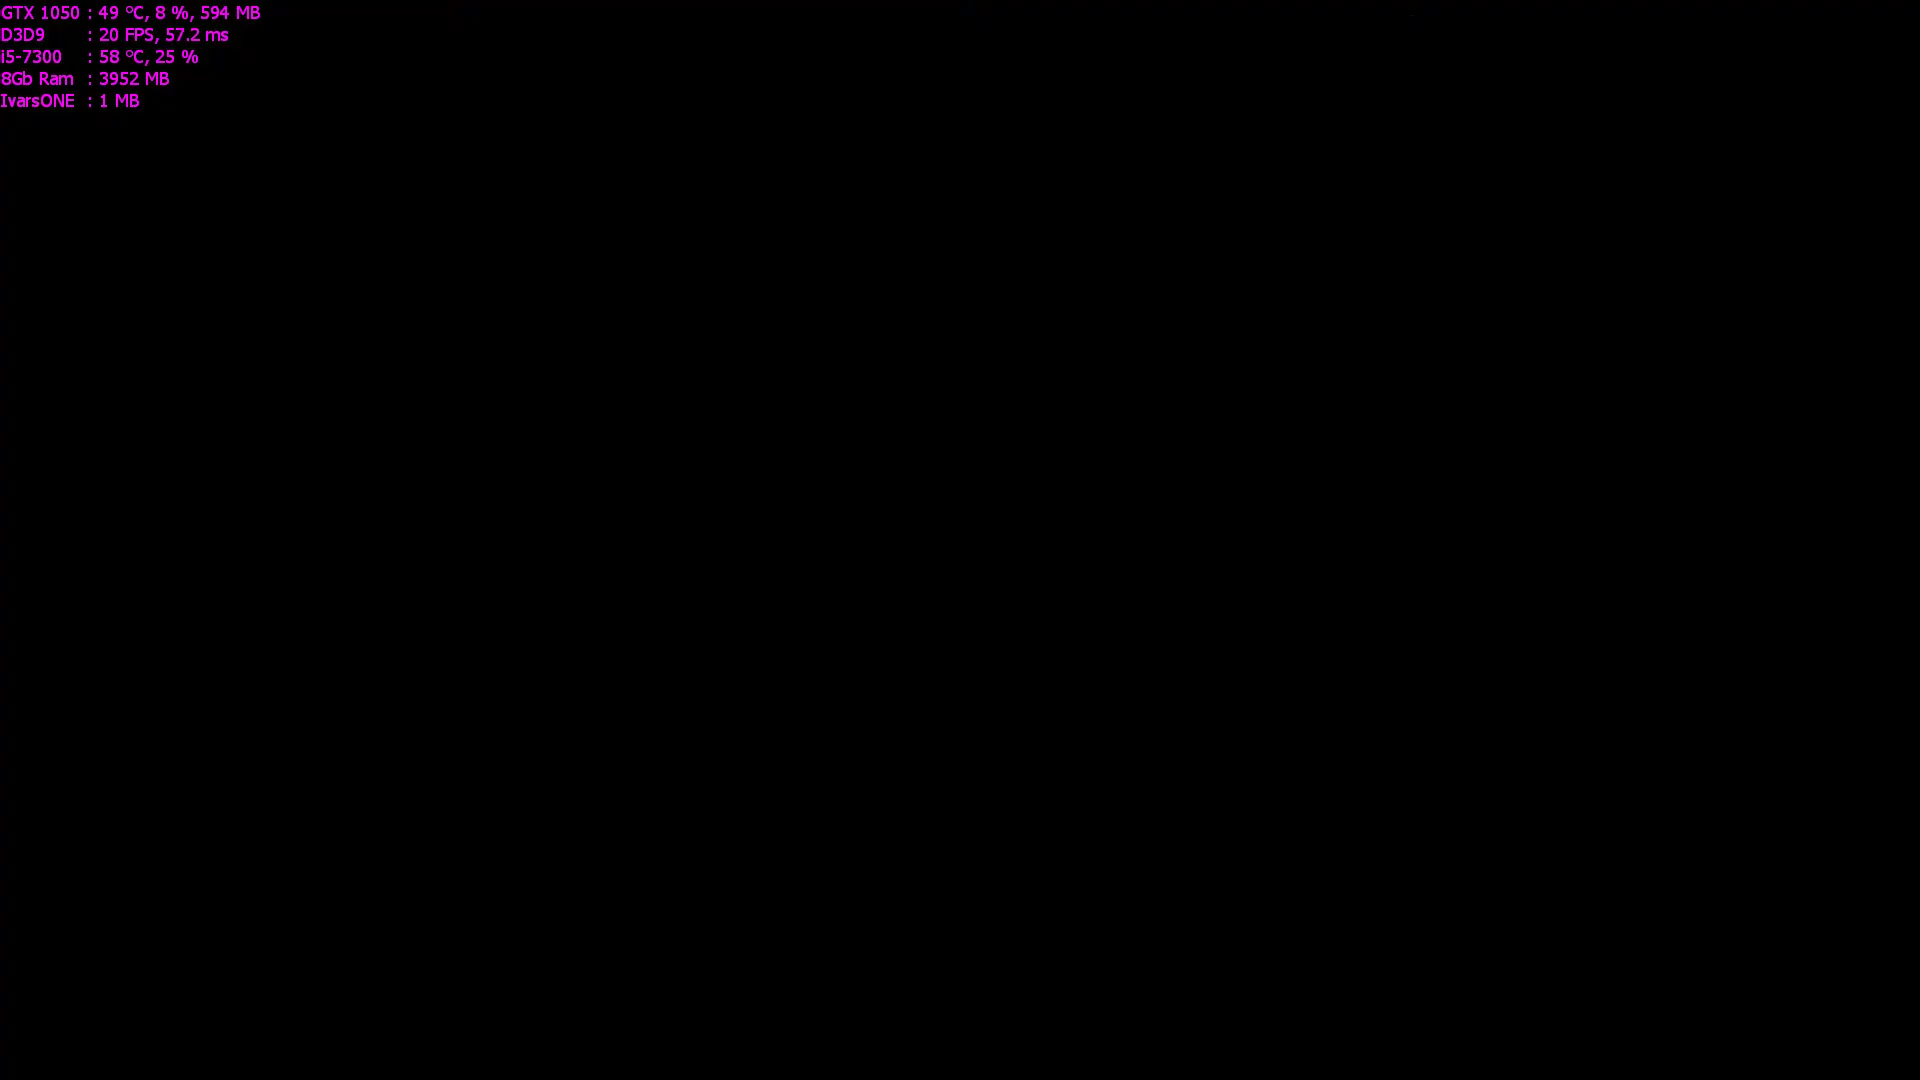 GTX 1050 : 49 °C, 8 %, 594 MB
D3D9 : 20 FPS, 57.2 ms
i5-7300 : 58 °C, 25 %
8Gb Ram : 3952 MB
IvarsONE : 1 MB